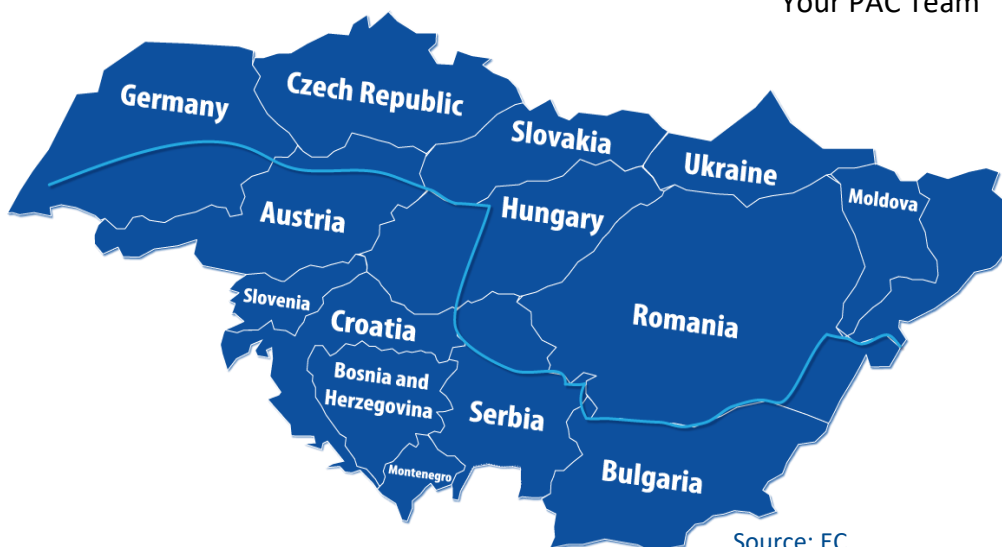 Your PAC Team
Czech Republic
Germany
Slovakia
Ukraine
Moldova
Hungary
Austria
Slovenia
Croatia
Romania
Bosnia and
Herzegovina
Serbia
Montenegro
Bulgaria
Source: EC